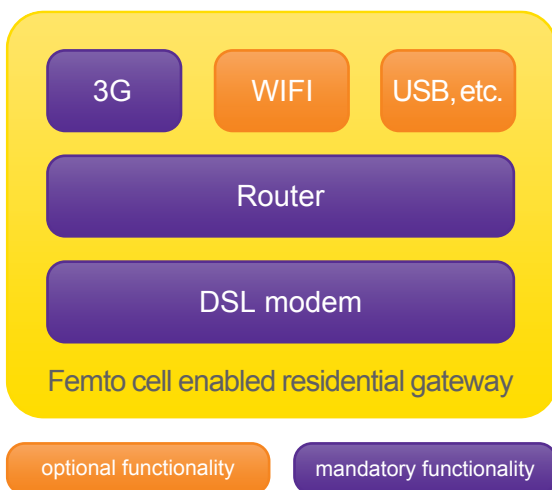 3G
WIFI
USB, etc.
Router
DSL modem
Femto cell enabled residential gateway
optional functionality
mandatory functionality